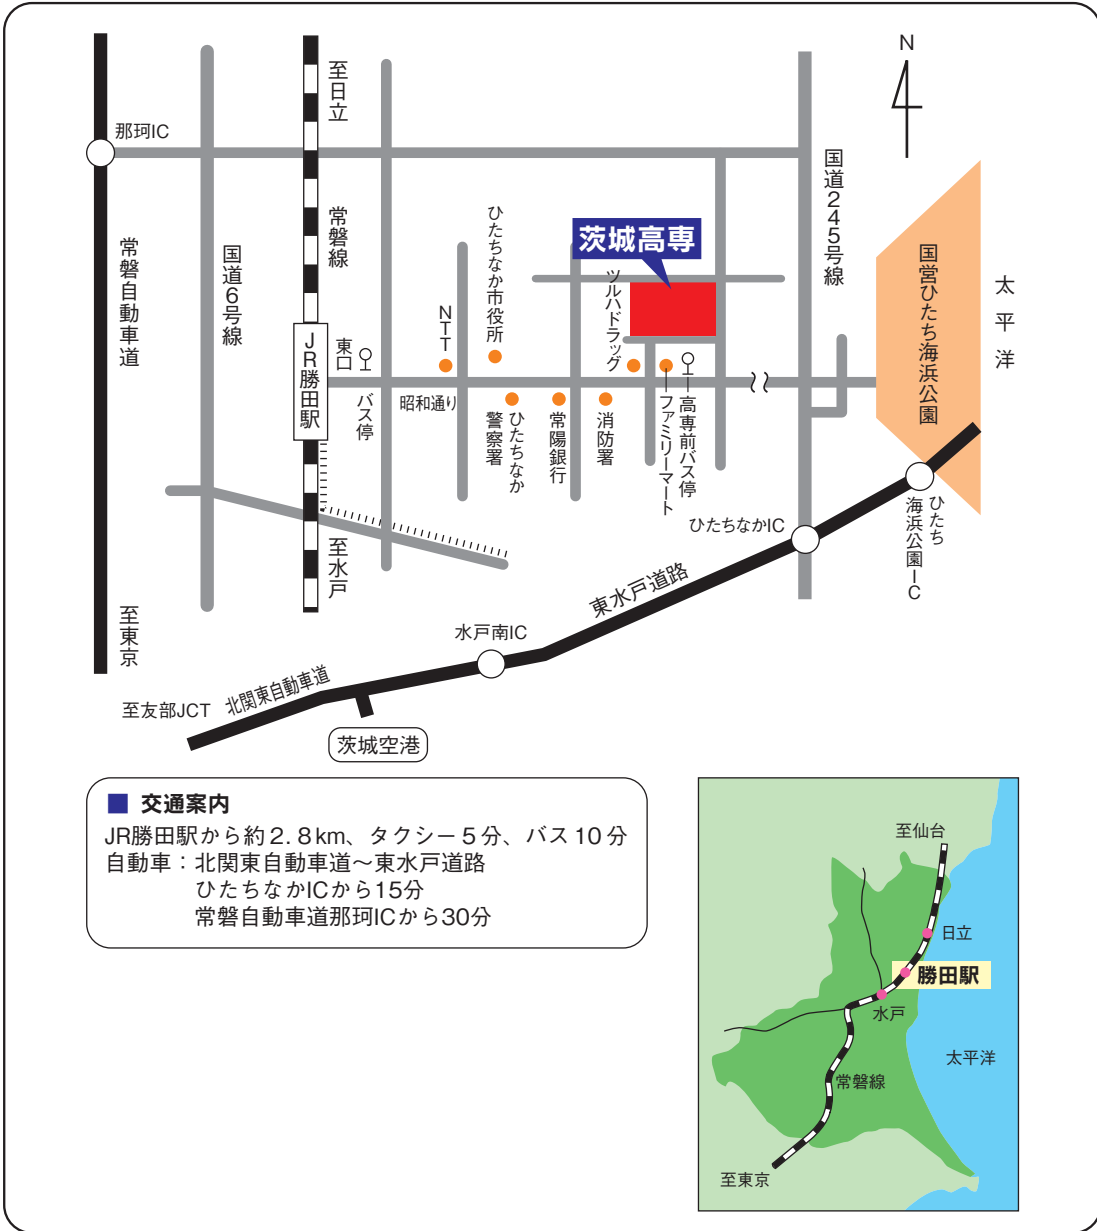 N
那珂IC
至日立
常磐線
常磐自動車道
国道6号線
JR勝田駅
東口
バス停
昭和通り
NTT
ひたちなか市役所
ひたちなか
警察署
常陽銀行
消防署
ツルハドラッグ
茨城高専
ファミリーマート
高専前バス停
国道245号線
国営ひたち海浜公園
太平洋
ひたちなかIC
ひたち
海浜公園IC
至水戸
至東京
東水戸道路
水戸南IC
北関東自動車道
至友部JCT
茨城空港
■ 交通案内
JR勝田駅から約2.8km、タクシー5分、バス10分
自動車：北関東自動車道〜東水戸道路
ひたちなかICから15分
常磐自動車道那珂ICから30分
至仙台
日立
勝田駅
水戸
太平洋
常磐線
至東京